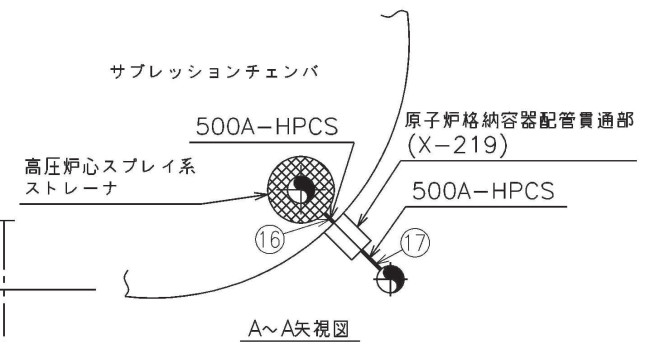 サプレッションチェンバ
500A-HPCS
原子炉格納容器配管貫通部
(X-219)
高圧炉心スプレイ系
ストレーナ
500A-HPCS
⑯
⑰
A~A矢視図